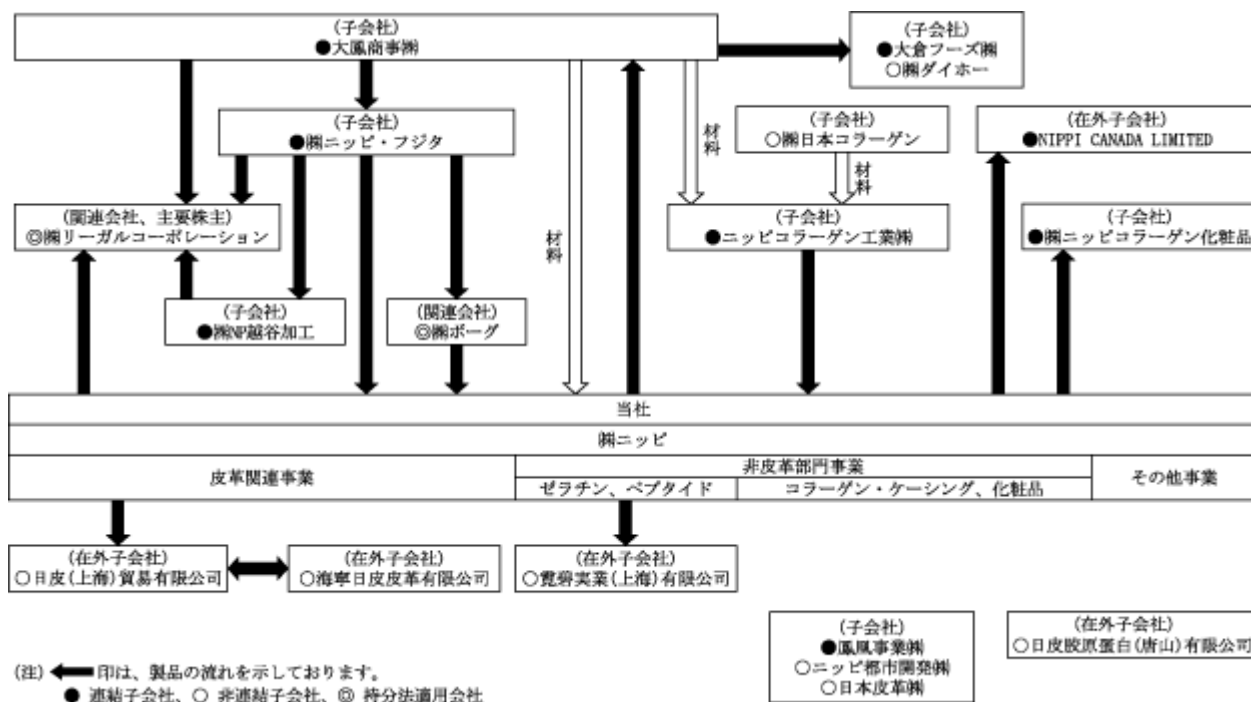 (子会社)
●大鳳商事㈱
(子会社)
●大倉フーズ㈱
○㈱ダイホー
(子会社)
●㈱ニッピ・フジタ
材料
(子会社)
○㈱日本コラーゲン
(在外子会社)
●NIPPI CANADA LIMITED
材料
(関連会社、主要株主)
◎㈱リーガルコーポレーション
材料
(子会社)
●ニッピコラーゲン工業㈱
(子会社)
●㈱ニッピコラーゲン化粧品
(子会社)
●㈱NP越谷加工
(関連会社)
◎㈱ボーグ
当社
㈱ニッピ
皮革関連事業
非皮革部門事業
その他事業
ゼラチン、ペプタイド
コラーゲン・ケーシング、化粧品
(在外子会社)
○日皮(上海)貿易有限公司
(在外子会社)
○海寧日皮皮革有限公司
(在外子会社)
○霓碧実業(上海)有限公司
(子会社)
●鳳凰事業㈱
○ニッピ都市開発㈱
○日本皮革㈱
(在外子会社)
○日皮胶原蛋白(唐山)有限公司
(注) 印は、製品の流れを示しております。
● 連結子会社、○ 非連結子会社、◎ 持分法適用会社